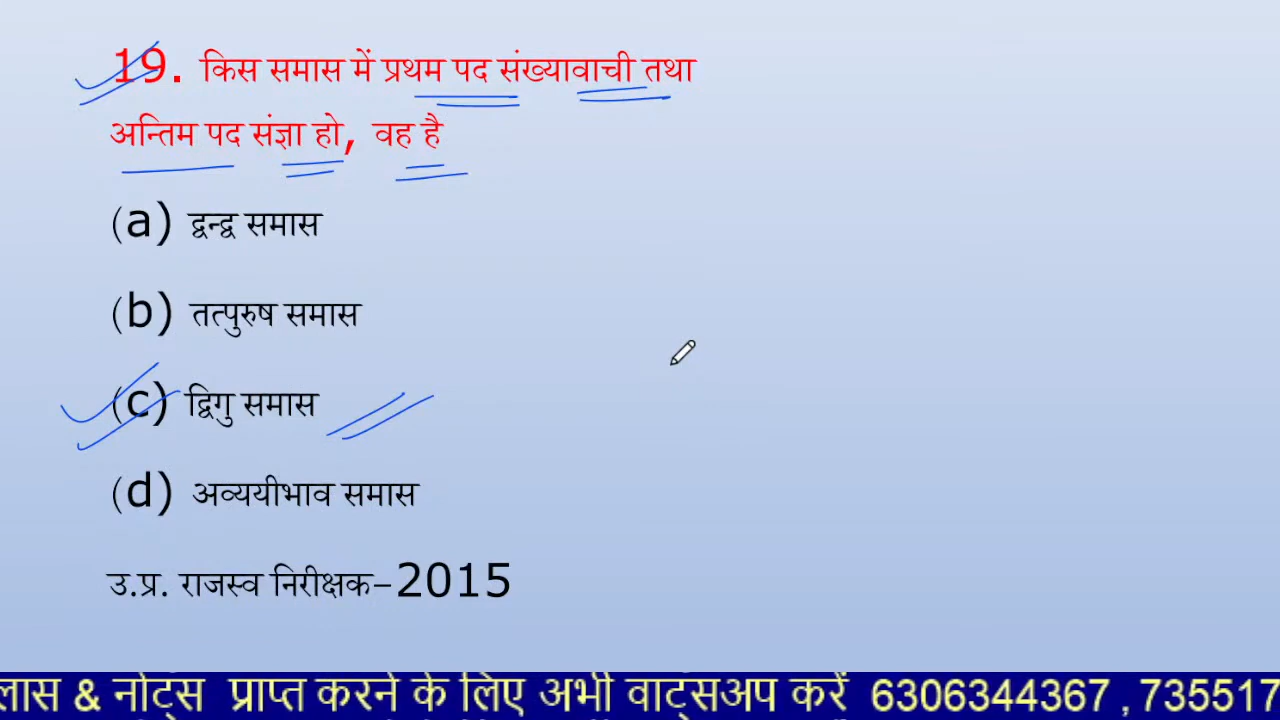 19. किस समास में प्रथम पद संख्यावाची तथा
अन्तिम पद संज्ञा हो, वह है
(a) द्वन्द्व समास
(b) तत्पुरुष समास
(c) द्विगु समास
(d) अव्ययीभाव समास
उ.प्र. राजस्व निरीक्षक–2015
लास & नोट्स प्राप्त करने के लिए अभी वाट्सअप करें 6306344367 , 735517